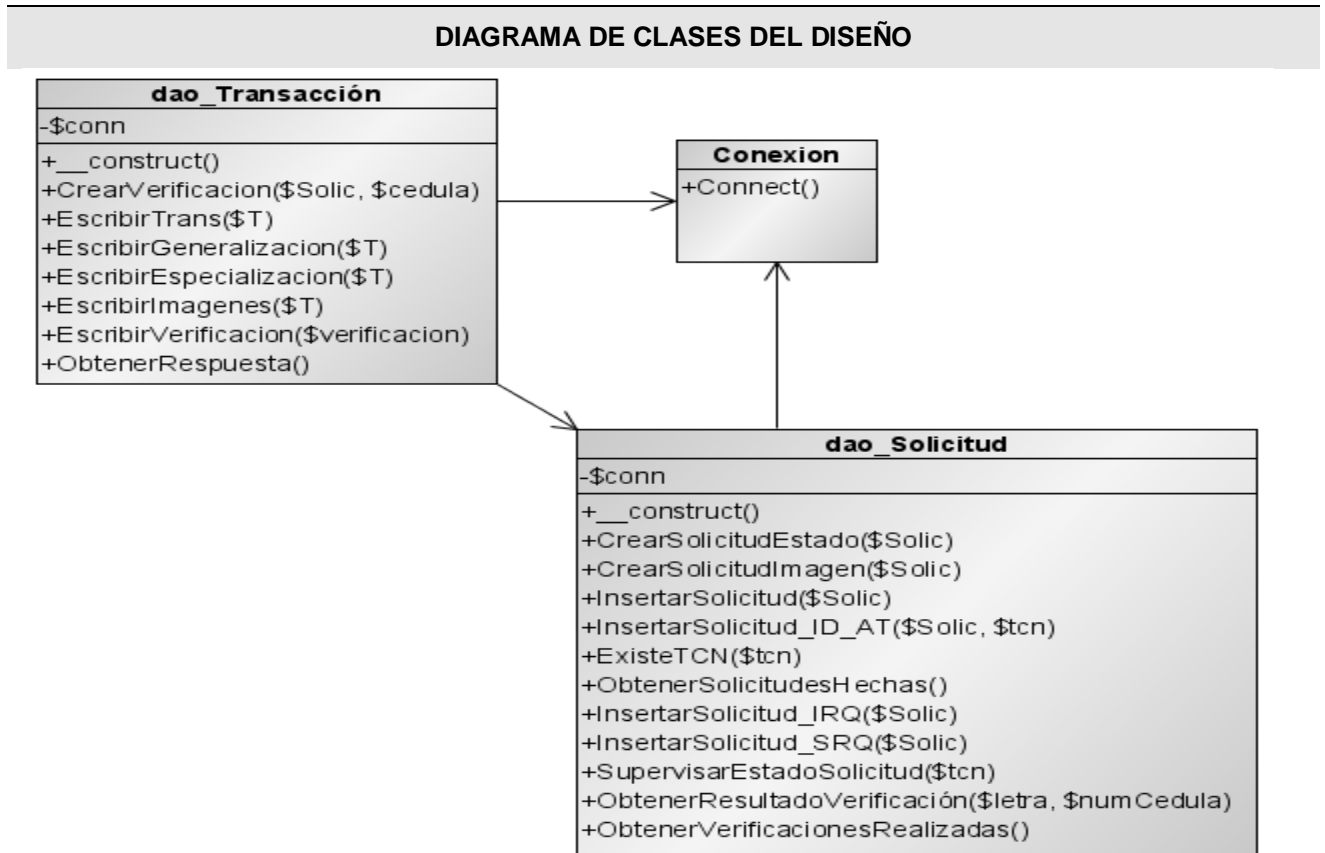 DIAGRAMA DE CLASES DEL DISEÑO
dao_Transacción
-$conn
+__construct()
+CrearVerificacion($Solic, $cedula)
+EscribirTrans($T)
+EscribirGeneralizacion($T)
+EscribirEspecializacion($T)
+EscribirImagenes($T)
+EscribirVerificacion($verificacion)
+ObtenerRespuesta()
Conexion
+Connect()
dao_Solicitud
-$conn
+__construct()
+CrearSolicitudEstado($Solic)
+CrearSolicitudImagen($Solic)
+InsertarSolicitud($Solic)
+InsertarSolicitud_ID_AT($Solic, $tcn)
+ExisteTCN($tcn)
+ObtenerSolicitudesHechas()
+InsertarSolicitud_IRQ($Solic)
+InsertarSolicitud_SRQ($Solic)
+SupervisarEstadoSolicitud($tcn)
+ObtenerResultadoVerificación($letra, $numCedula)
+ObtenerVerificacionesRealizadas()